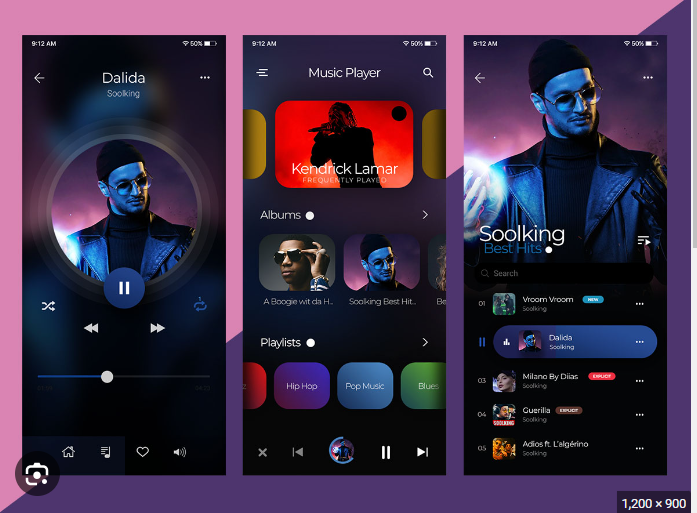 9:12 AM
50%
Dalida
Soolking
9:12 AM
50%
Music Player
Kendrick Lamar
FREQUENTLY PLAYED
Albums
A Boogie wit da H..
Soolking Best Hit..
Be
Playlists
Hip Hop
Pop Music
Blues
9:12 AM
50%
Soolking
Best Hits
Search
01 Vroom Vroom NEW
Soolking
Dalida
Soolking
03 Milano By Diias EXPLICIT
Soolking
04 Guerilla EXPLICIT
Soolking
05 Adios ft. L'algérino
Soolking
1,200 × 900